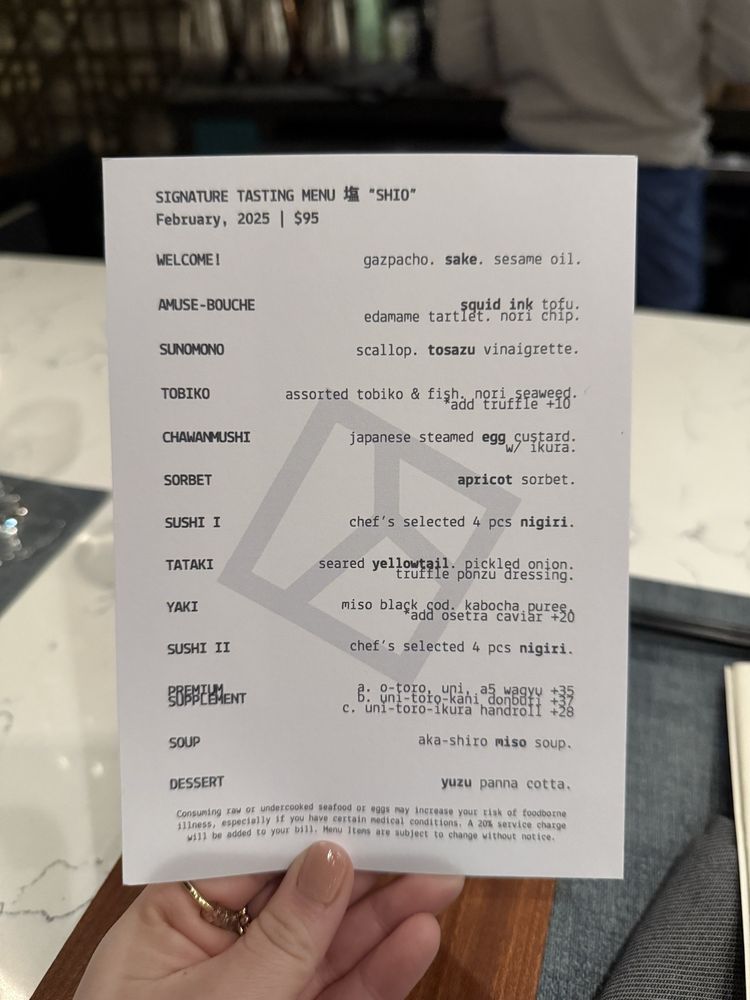 SIGNATURE TASTING MENU 塩 "SHIO"
February, 2025 | $95
WELCOME! gazpacho. sake. sesame oil.
AMUSE-BOUCHE squid ink tofu.
edamame tartlet. nori chip.
SUNOMONO scallop. tosazu vinaigrette.
TOBIKO assorted tobiko & fish. nori seaweed.
*add truffle +10
CHAWANMUSHI japanese steamed egg custard.
w/ ikura.
SORBET apricot sorbet.
SUSHI I chef's selected 4 pcs nigiri.
TATAKI seared yellowtail. pickled onion.
truffle ponzu dressing.
YAKI miso black cod. kabocha puree.
*add osetra caviar +20
SUSHI II chef's selected 4 pcs nigiri.
PREMIUM a. o-toro, uni, a5 wagyu +35
SUPPLEMENT b. uni-toro-kani donburi +37
c. uni-toro-ikura handroll +28
SOUP aka-shiro miso soup.
DESSERT yuzu panna cotta.
Consuming raw or undercooked seafood or eggs may increase your risk of foodborne
illness, especially if you have certain medical conditions. A 20% service charge
will be added to your bill. Menu Items are subject to change without notice.